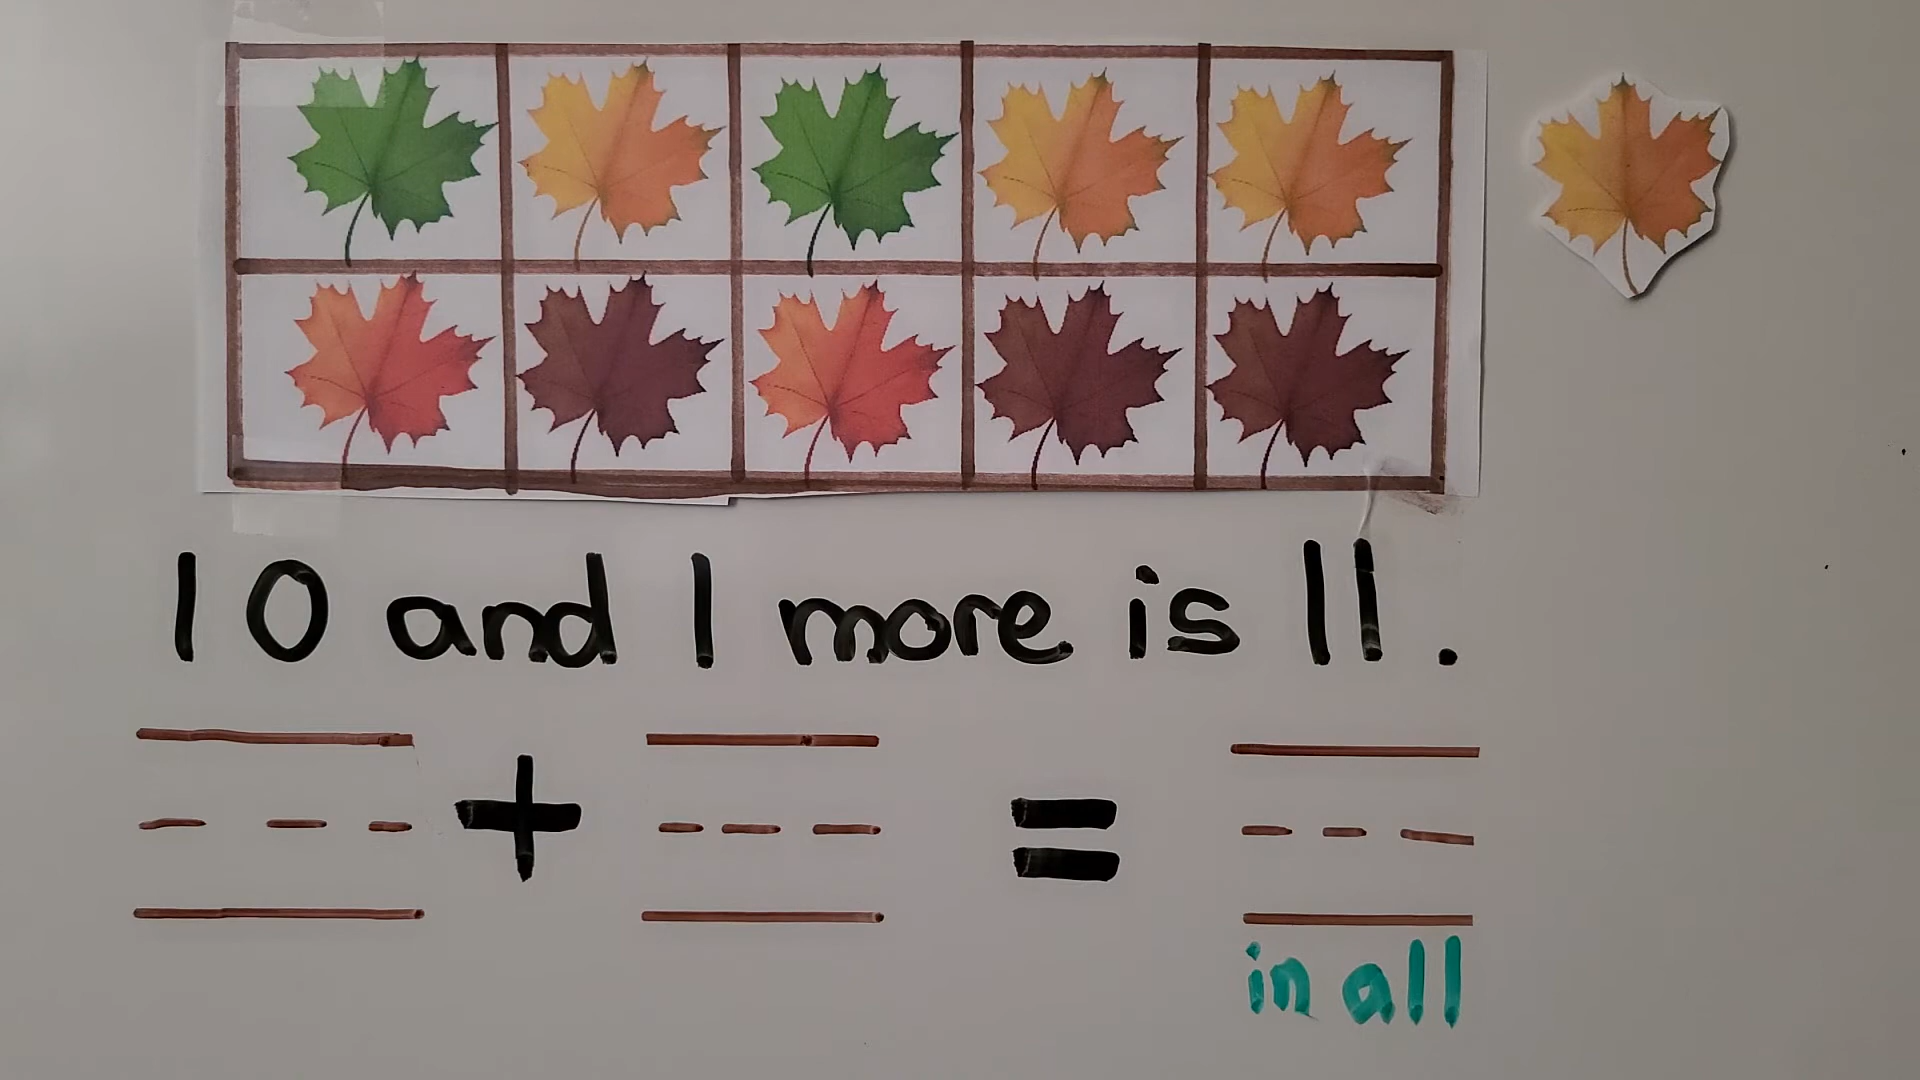 10 and 1 more is 11.
+ =
in all